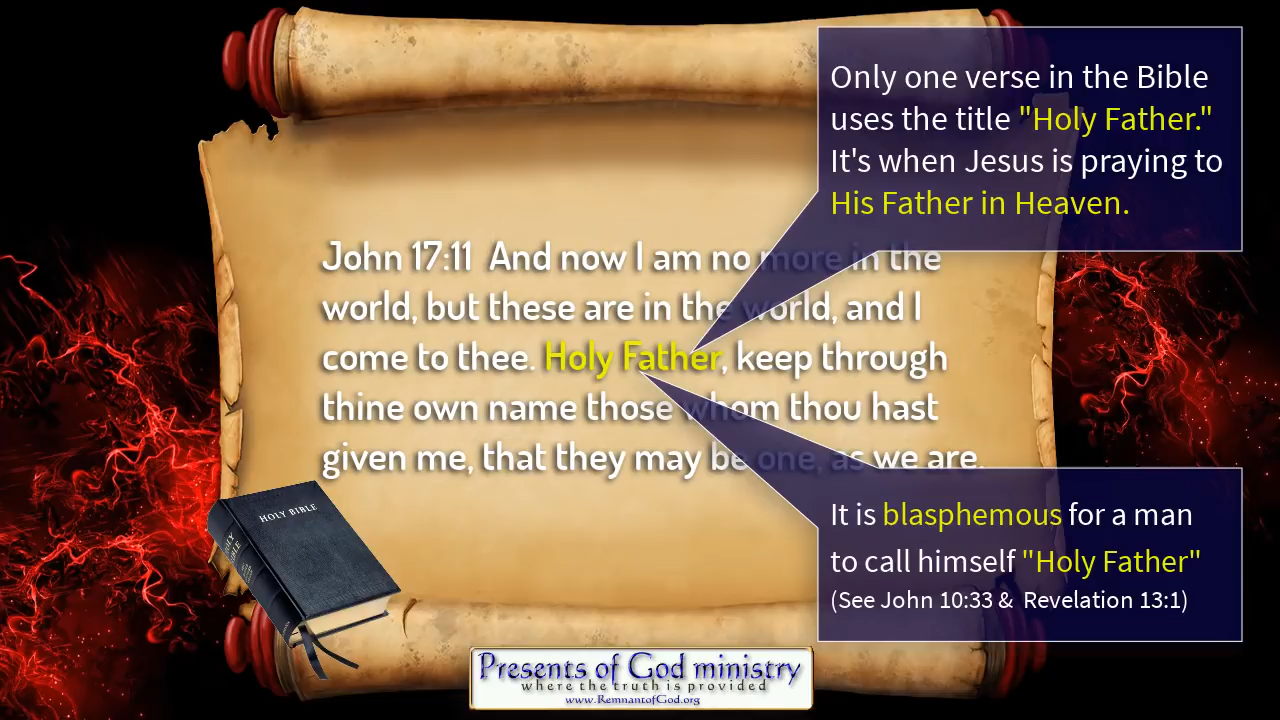 Only one verse in the Bible
uses the title "Holy Father."
It's when Jesus is praying to
His Father in Heaven.
John 17:11  And now I am no more in the
world, but these are in the world, and I
come to thee. Holy Father, keep through
thine own name those whom thou hast
given me, that they may be one, as we are.
It is blasphemous for a man
to call himself "Holy Father"
(See John 10:33 &  Revelation 13:1)
HOLY BIBLE
HOLY
BIBLE
Presents of God ministry
where the truth is provided
www.RemnantofGod.org